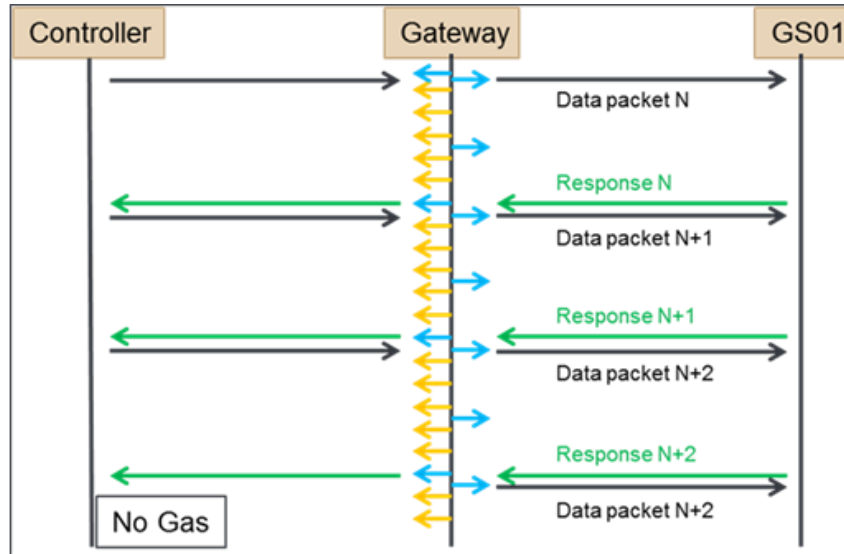 Controller
Gateway
GS01
Data packet N
Response N
Data packet N+1
Response N+1
Data packet N+2
Response N+2
Data packet N+2
No Gas